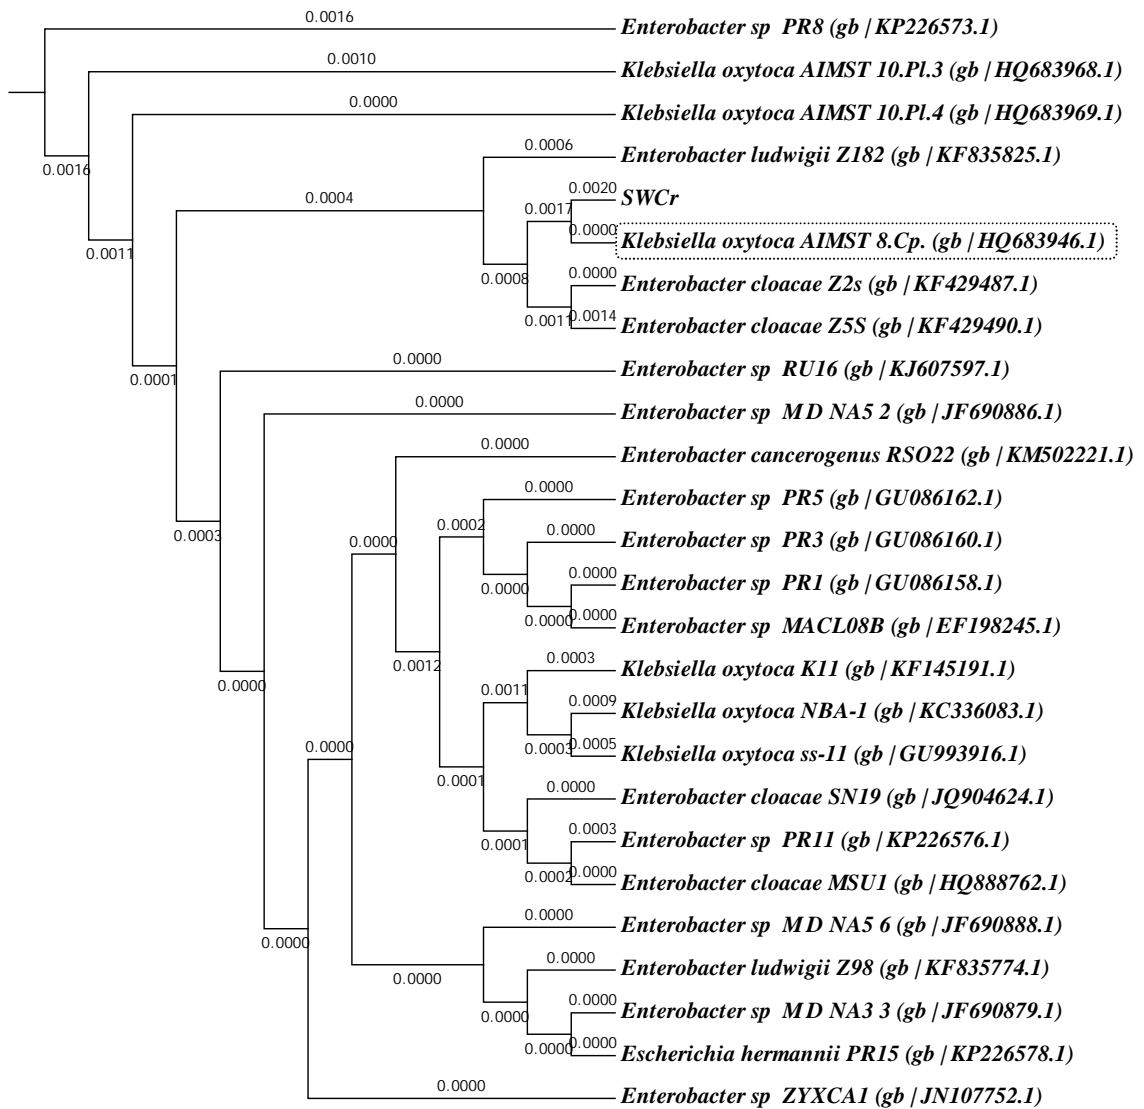 0.0016
Enterobacter sp PR8 (gb | KP226573.1)
0.0010
Klebsiella oxytoca AIMST 10.Pl.3 (gb | HQ683968.1)
0.0000
Klebsiella oxytoca AIMST 10.Pl.4 (gb | HQ683969.1)
0.0016
0.0006
Enterobacter ludwigii Z182 (gb | KF835825.1)
0.0004
0.0020
SWCr
0.0017
0.0000
Klebsiella oxytoca AIMST 8.Cp. (gb | HQ683946.1)
0.0011
0.0008
0.0000
Enterobacter cloacae Z2s (gb | KF429487.1)
0.0011
0.0014
Enterobacter cloacae Z5S (gb | KF429490.1)
0.0001
0.0000
Enterobacter sp RU16 (gb | KJ607597.1)
0.0000
Enterobacter sp MD NA5 2 (gb | JF690886.1)
0.0000
Enterobacter cancerogenus RSO22 (gb | KM502221.1)
0.0003
0.0000
0.0002
0.0000
Enterobacter sp PR5 (gb | GU086162.1)
0.0000
Enterobacter sp PR3 (gb | GU086160.1)
0.0000
0.0000
Enterobacter sp PR1 (gb | GU086158.1)
0.0000
0.0000
Enterobacter sp MACL08B (gb | EF198245.1)
0.0012
0.0003
Klebsiella oxytoca K11 (gb | KF145191.1)
0.0000
0.0011
0.0009
Klebsiella oxytoca NBA-1 (gb | KC336083.1)
0.0000
0.0003
0.0005
Klebsiella oxytoca ss-11 (gb | GU993916.1)
0.0001
0.0000
Enterobacter cloacae SN19 (gb | JQ904624.1)
0.0001
0.0003
Enterobacter sp PR11 (gb | KP226576.1)
0.0002
0.0000
Enterobacter cloacae MSU1 (gb | HQ888762.1)
0.0000
0.0000
Enterobacter sp MD NA5 6 (gb | JF690888.1)
0.0000
0.0000
Enterobacter ludwigii Z98 (gb | KF835774.1)
0.0000
0.0000
Enterobacter sp MD NA3 3 (gb | JF690879.1)
0.0000
0.0000
Escherichia hermannii PR15 (gb | KP226578.1)
0.0000
Enterobacter sp ZYXCA1 (gb | JN107752.1)